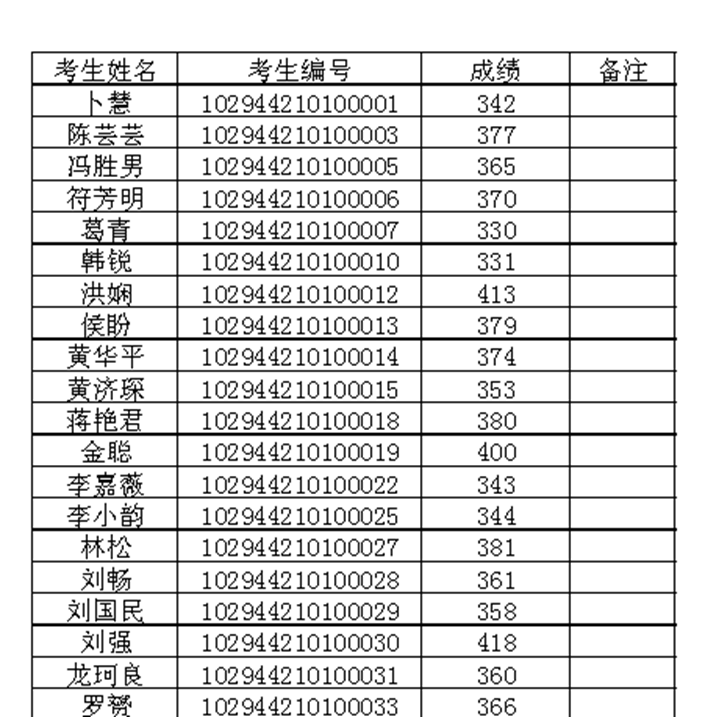 考生姓名 考生编号 成绩 备注
卜慧 102944210100001 342
陈芸芸 102944210100003 377
冯胜男 102944210100005 365
符芳明 102944210100006 370
葛青 102944210100007 330
韩锐 102944210100010 331
洪娴 102944210100012 413
侯盼 102944210100013 379
黄华平 102944210100014 374
黄济琛 102944210100015 353
蒋艳君 102944210100018 380
金聪 102944210100019 400
李嘉薇 102944210100022 343
李小韵 102944210100025 344
林松 102944210100027 381
刘畅 102944210100028 361
刘国民 102944210100029 358
刘强 102944210100030 418
龙珂良 102944210100031 360
罗赟 102944210100033 366